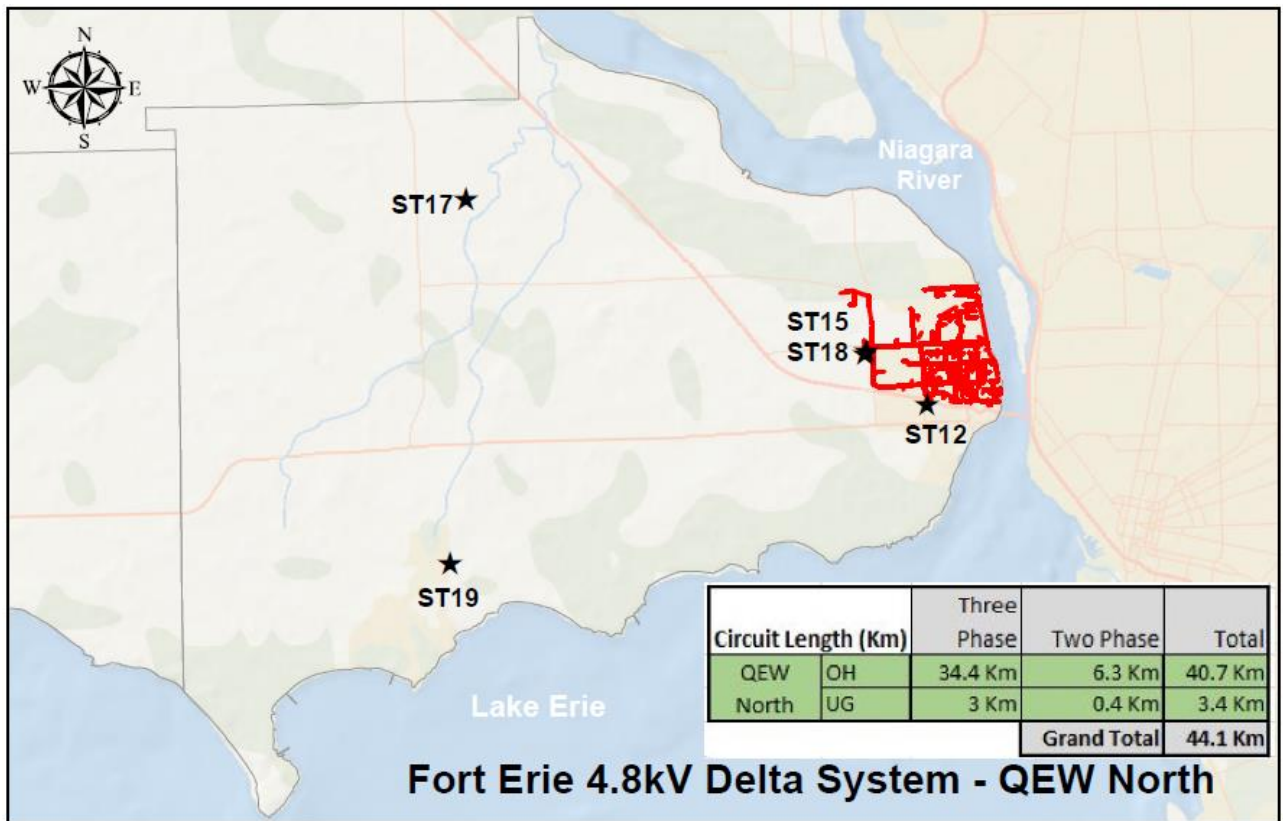 N
W E
S
Niagara
River
ST17
ST15
ST18
ST12
ST19
Lake Erie
Circuit Length (Km) Three Phase Two Phase Total
QEW North OH 34.4 Km 6.3 Km 40.7 Km
UG 3 Km 0.4 Km 3.4 Km
Grand Total 44.1 Km
Fort Erie 4.8kV Delta System - QEW North